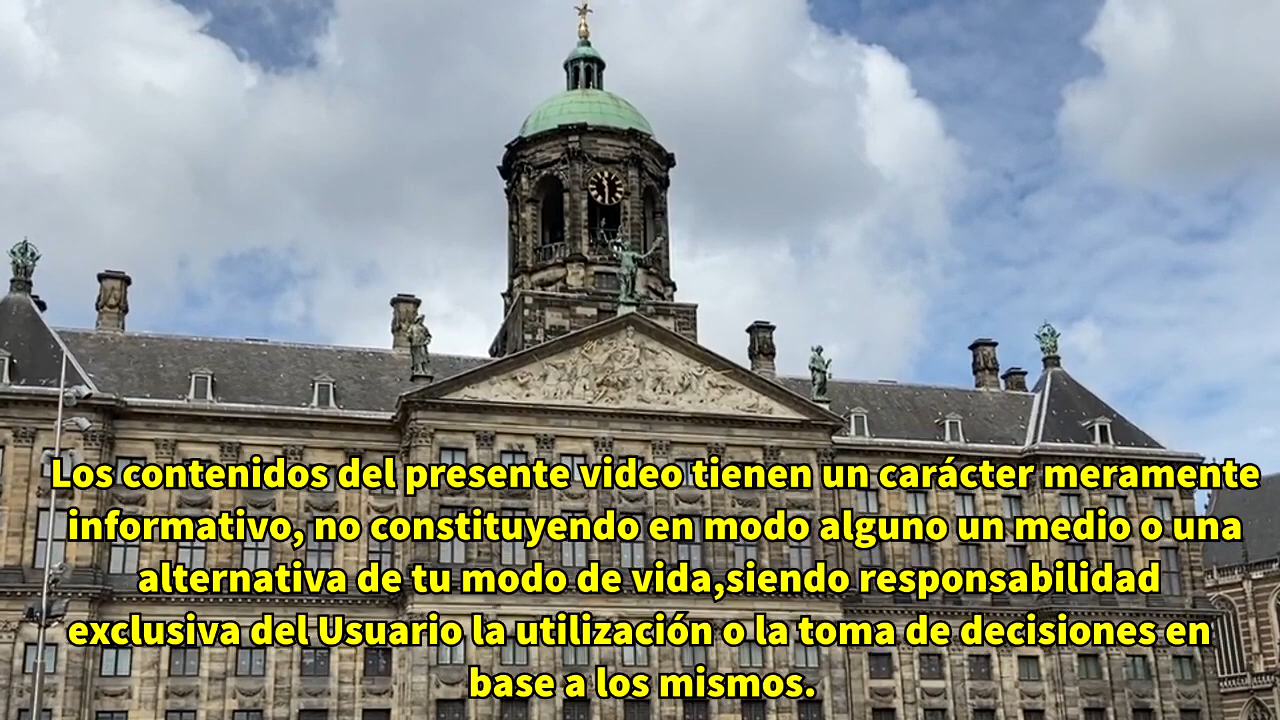 Los contenidos del presente video tienen un carácter meramente
informativo, no constituyendo en modo alguno un medio o una
alternativa de tu modo de vida,siendo responsabilidad
exclusiva del Usuario la utilización o la toma de decisiones en
base a los mismos.